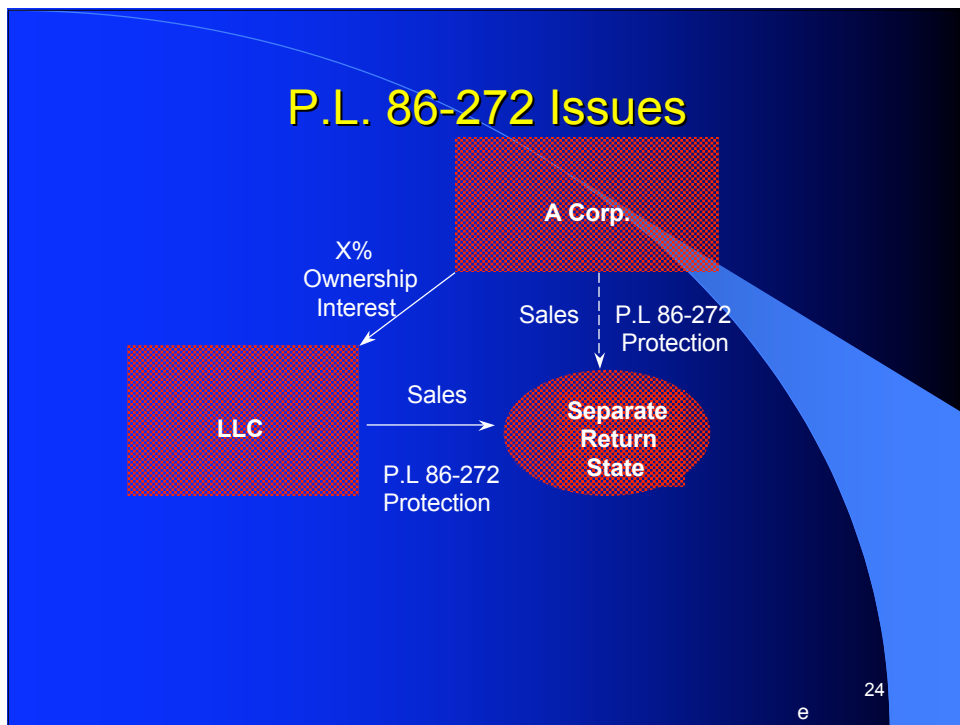 P.L. 86-272 Issues
A Corp.
X%
Ownership
Interest
Sales
P.L 86-272
Protection
LLC
Sales
P.L 86-272
Protection
Separate
Return
State
24
e